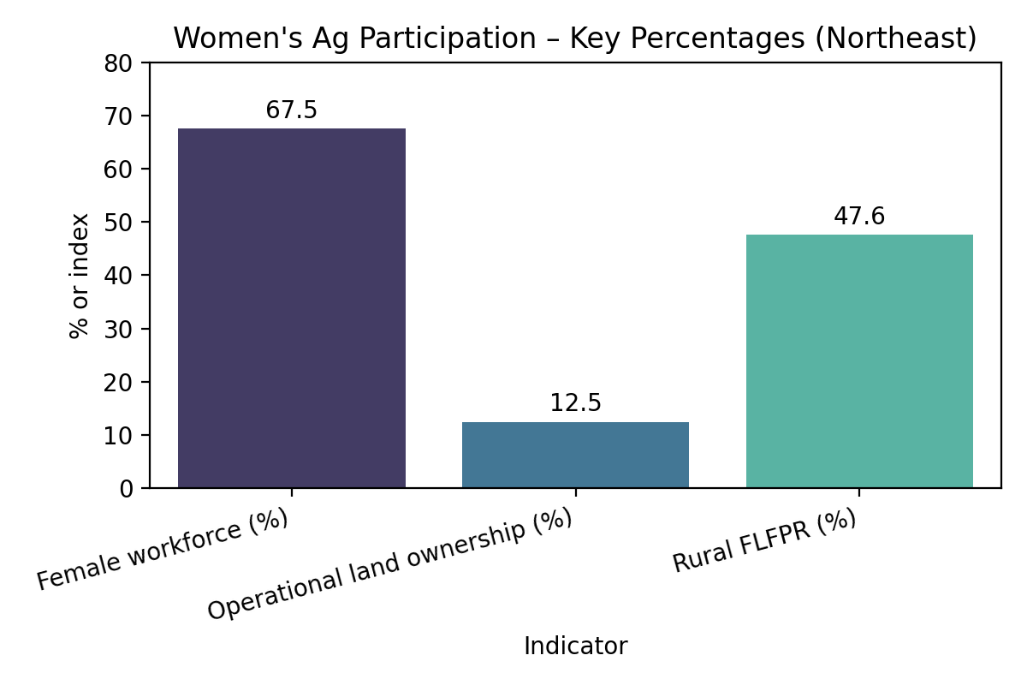 Women's Ag Participation – Key Percentages (Northeast)
% or index
80
70
60
50
40
30
20
10
0
67.5
12.5
47.6
Female workforce (%)
Operational land ownership (%)
Rural FLFPR (%)
Indicator